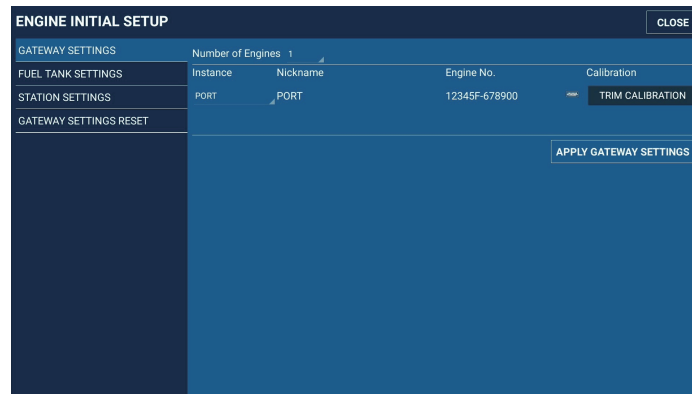 ENGINE INITIAL SETUP
CLOSE
GATEWAY SETTINGS
FUEL TANK SETTINGS
STATION SETTINGS
GATEWAY SETTINGS RESET
Number of Engines 1
Instance Nickname Engine No. Calibration
PORT PORT 12345F-678900 TRIM CALIBRATION
APPLY GATEWAY SETTINGS